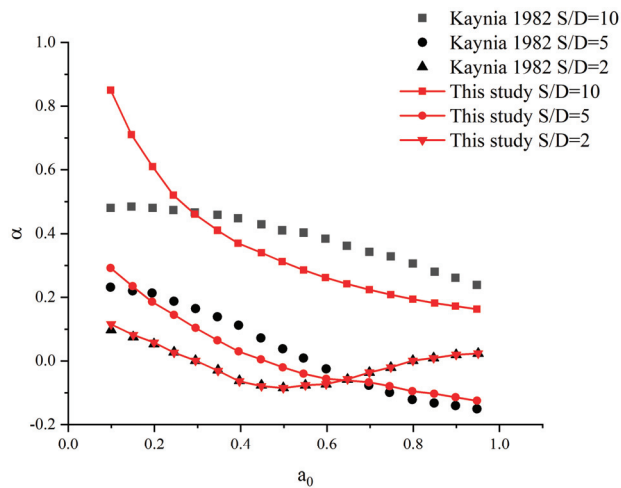 Kaynia 1982 S/D=10
Kaynia 1982 S/D=5
Kaynia 1982 S/D=2
This study S/D=10
This study S/D=5
This study S/D=2
1.0
0.8
0.6
0.4
0.2
0.0
-0.2
α
0.0 0.2 0.4 0.6 0.8 1.0
a0